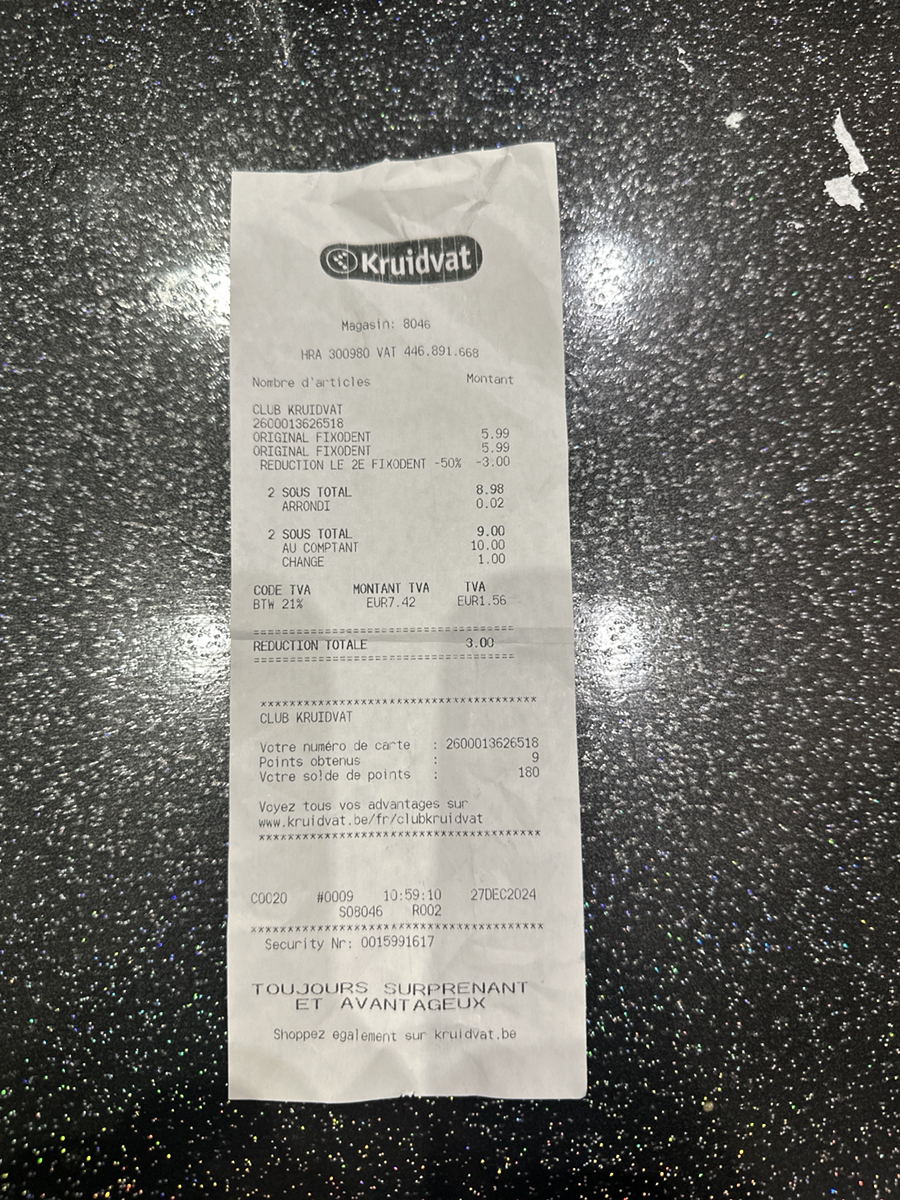 Kruidvat
Magasin: 8046
HRA 300980 VAT 446.891.668
Nombre d'articles Montant
CLUB KRUIDVAT
2600013626518
ORIGINAL FIXODENT 5.99
ORIGINAL FIXODENT 5.99
REDUCTION LE 2E FIXODENT -50% -3.00
2 SOUS TOTAL 8.98
ARRONDI 0.02
2 SOUS TOTAL 9.00
AU COMPTANT 10.00
CHANGE 1.00
CODE TVA MONTANT TVA TVA
BTW 21% EUR7.42 EUR1.56
====================================
REDUCTION TOTALE 3.00
====================================
***************************************
CLUB KRUIDVAT
Votre numéro de carte : 2600013626518
Points obtenus : 9
Votre solde de points : 180
Voyez tous vos advantages sur
www.kruidvat.be/fr/clubkruidvat
***************************************
C0020 #0009 10:59:10 27DEC2024
S08046 R002
***************************************
Security Nr: 0015991617
TOUJOURS SURPRENANT
ET AVANTAGEUX
Shoppez egalement sur kruidvat.be